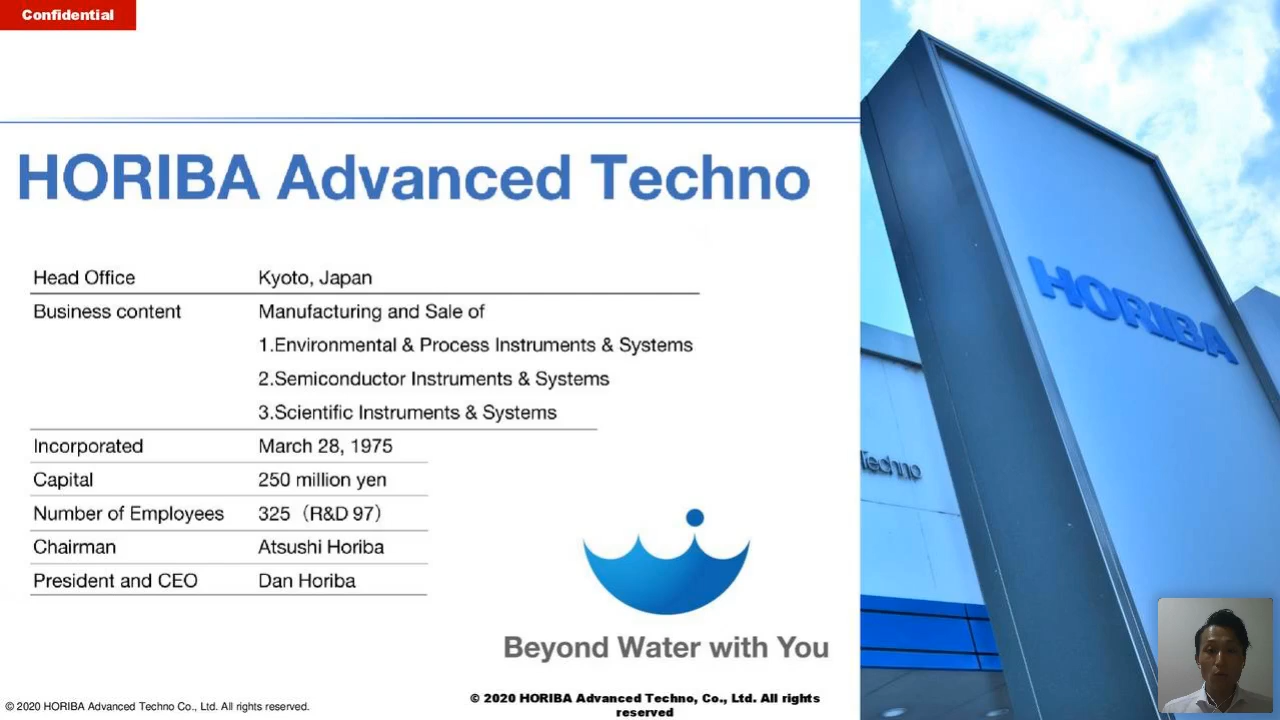 Confidential
HORIBA Advanced Techno
Head Office Kyoto, Japan
Business content Manufacturing and Sale of
1.Environmental & Process Instruments & Systems
2.Semiconductor Instruments & Systems
3.Scientific Instruments & Systems
Incorporated March 28, 1975
Capital 250 million yen
Number of Employees 325（R&D 97）
Chairman Atsushi Horiba
President and CEO Dan Horiba
Beyond Water with You
© 2020 HORIBA Advanced Techno Co., Ltd. All rights reserved.
© 2020 HORIBA Advanced Techno, Co., Ltd. All rights
reserved
HORIBA
Techno